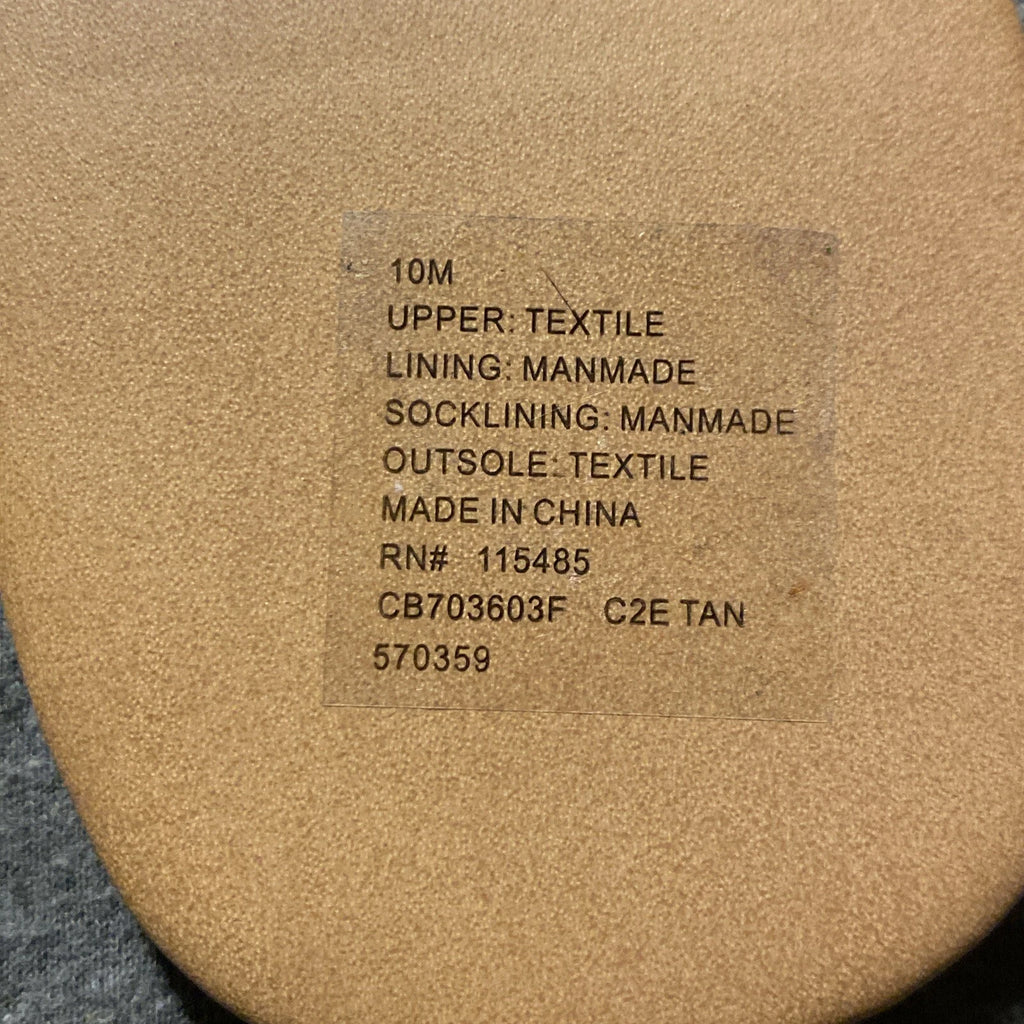 10M
UPPER: TEXTILE
LINING: MANMADE
SOCKLINING: MANMADE
OUTSOLE: TEXTILE
MADE IN CHINA
RN# 115485
CB703603F C2E TAN
570359